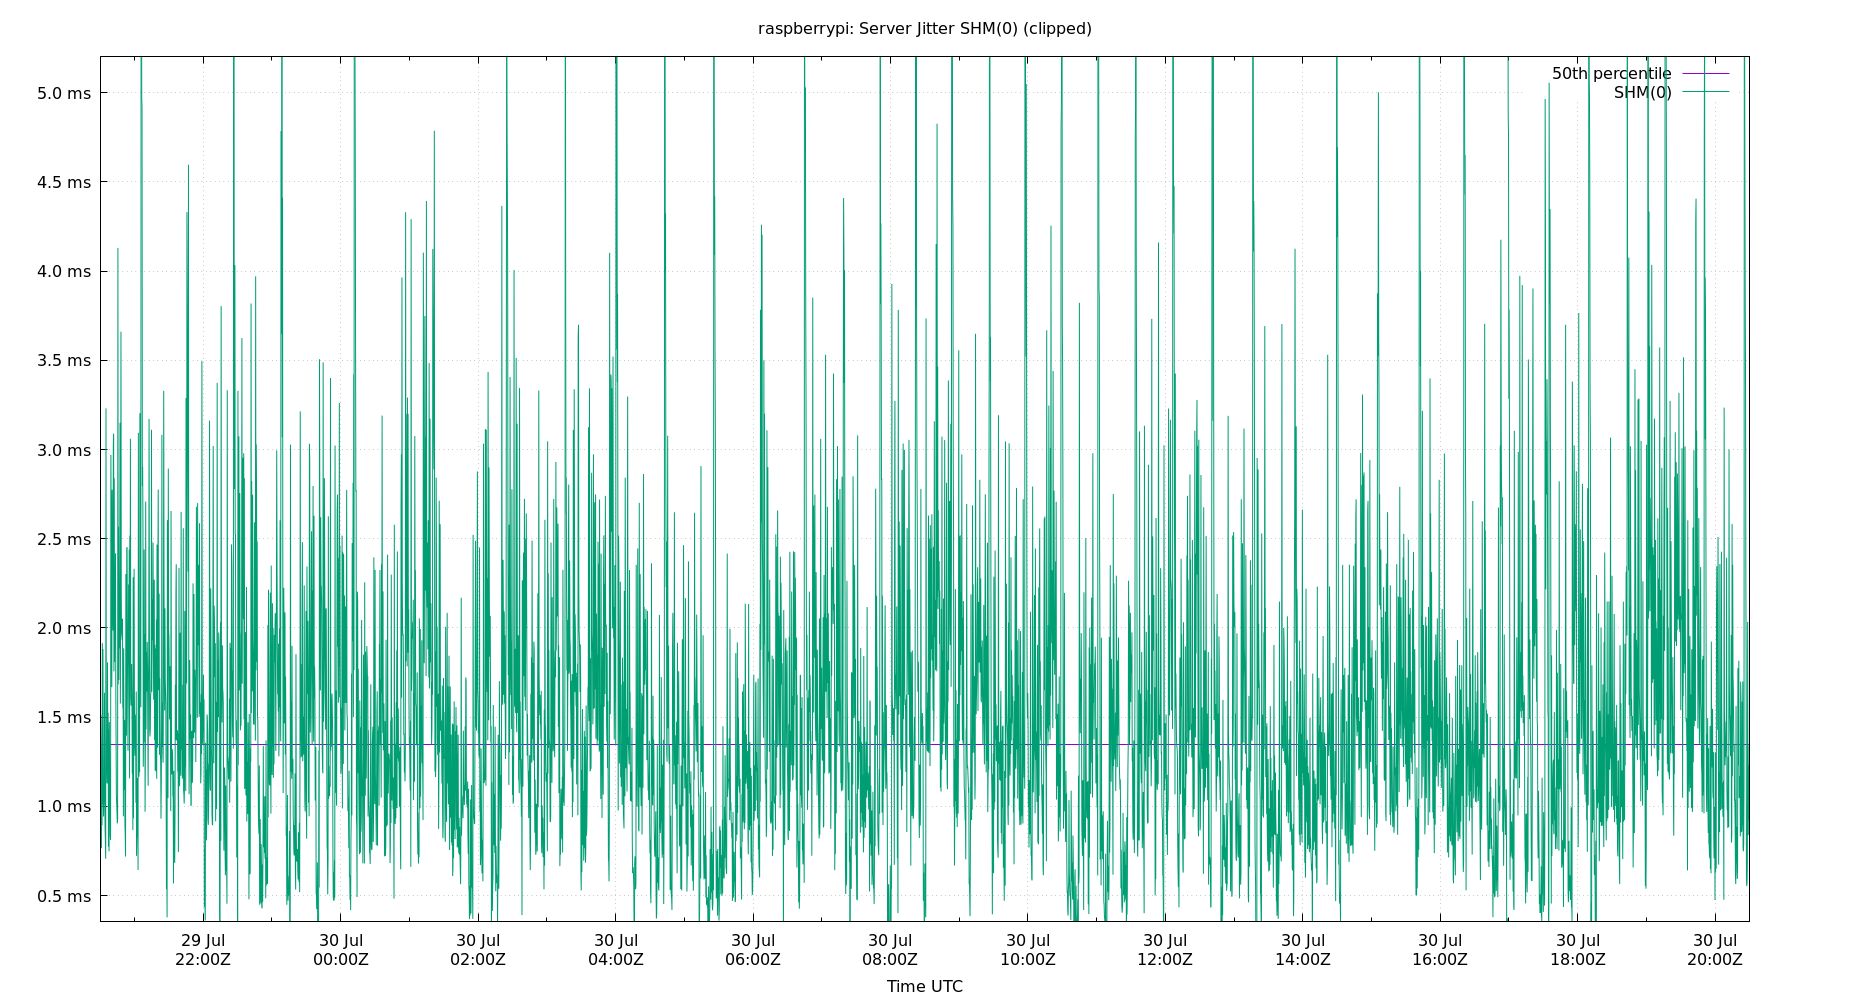 raspberrypi: Server Jitter SHM(0) (clipped)
50th percentile
SHM(0)
5.0 ms
4.5 ms
4.0 ms
3.5 ms
3.0 ms
2.5 ms
2.0 ms
1.5 ms
1.0 ms
0.5 ms
29 Jul 30 Jul 30 Jul 30 Jul 30 Jul 30 Jul 30 Jul 30 Jul 30 Jul 30 Jul 30 Jul 30 Jul
22:00Z 00:00Z 02:00Z 04:00Z 06:00Z 08:00Z 10:00Z 12:00Z 14:00Z 16:00Z 18:00Z 20:00Z
Time UTC